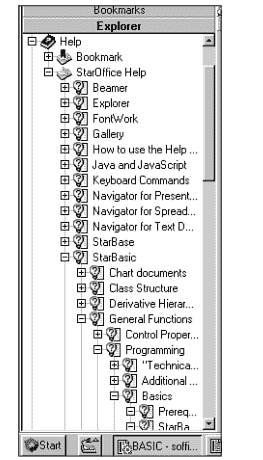 Bookmarks
Explorer
Help
Bookmark
StarOffice Help
Beamer
Explorer
FontWork
Gallery
How to use the Help ...
Java and JavaScript
Keyboard Commands
Navigator for Present...
Navigator for Spread...
Navigator for Text D...
StarBase
StarBasic
Chart documents
Class Structure
Derivative Hierar...
General Functions
Control Proper...
Programming
"Technica...
Additional ...
Basics
Prereq...
StarBa...
Start
BASIC - soffi...